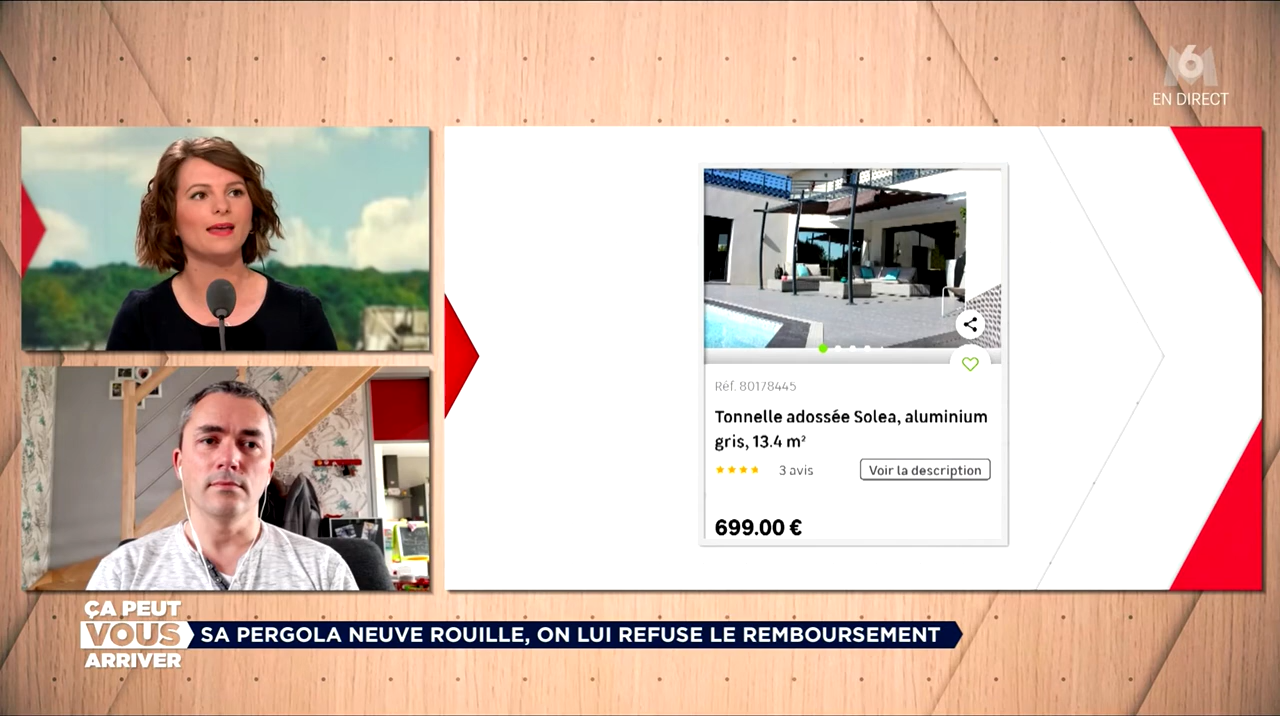 M6
EN DIRECT
Réf. 80178445
Tonnelle adossée Solea, aluminium
gris, 13.4 m²
3 avis
Voir la description
699.00 €
ÇA PEUT
VOUS
ARRIVER
SA PERGOLA NEUVE ROUILLE, ON LUI REFUSE LE REMBOURSEMENT